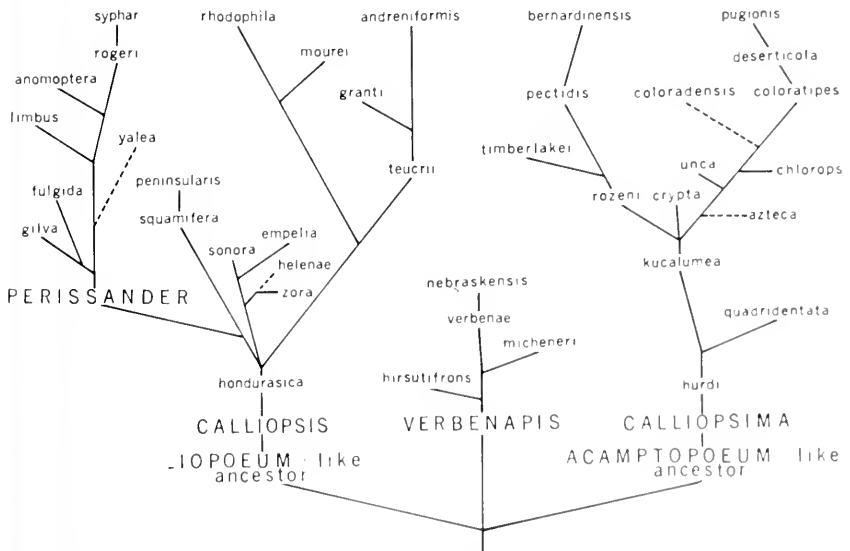 syphar
rhodophila
andreniformis
bernardinensis
pugionis
rogeri
mourei
deserticola
anomoptera
granti
pectidis
coloradensis
coloratipes
limbus
yalea
timberlakei
unca
chlorops
teucrii
fulgida
peninsularis
rozeni
crypta
squamifera
azteca
gilva
sonora
empelia
helenae
kucalumea
zora
nebraskensis
PERISSANDER
verbenae
quadridentata
micheneri
hondurasica
hirsutifrons
hurdi
CALLIOPSIS
VERBENAPIS
CALLIOPSIMA
IOPOEUM - like
ancestor
ACAMPTOPOEUM like
ancestor